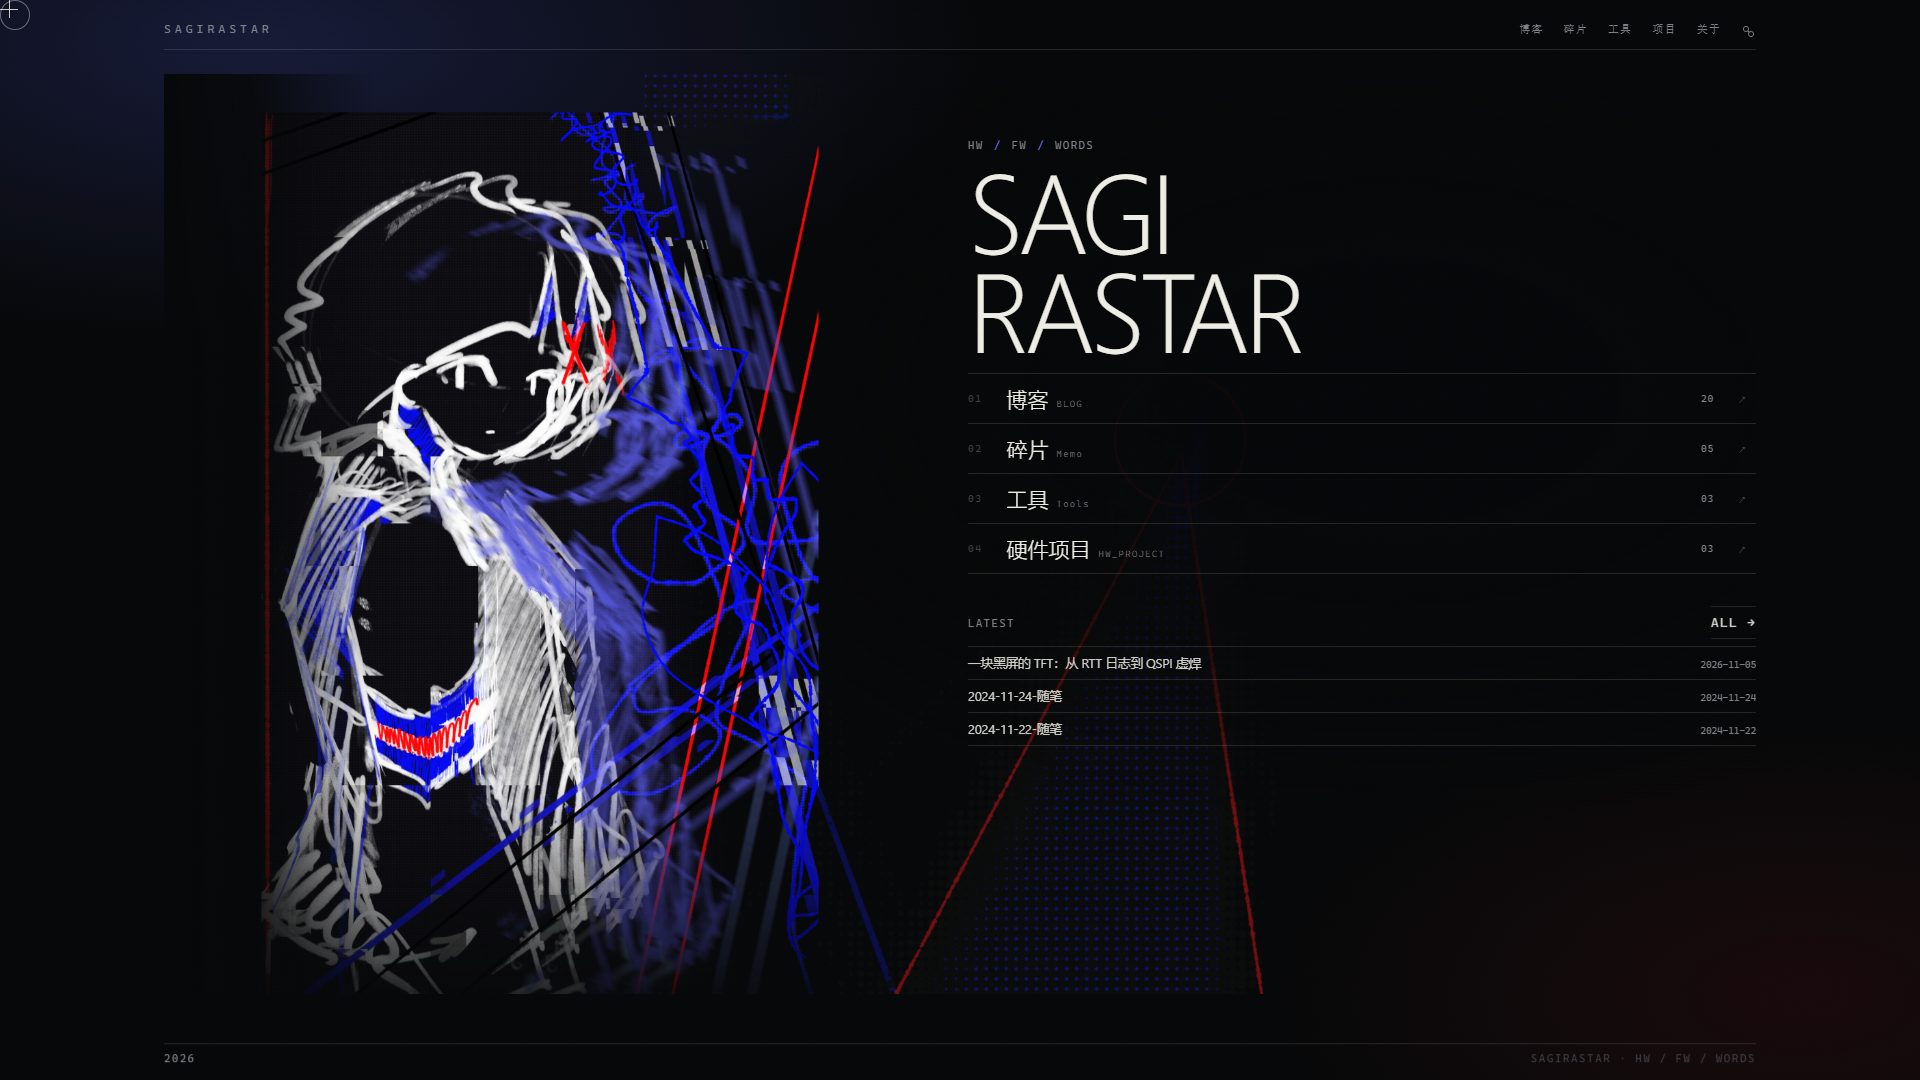 SAGIRASTAR
博客 碎片 工具 项目 关于
HW / FW / WORDS
SAGI
RASTAR
01 博客 BLOG 20 ↗
02 碎片 Memo 05 ↗
03 工具 Tools 03 ↗
04 硬件项目 HW_PROJECT 03 ↗
LATEST ALL →
一块黑屏的 TFT：从 RTT 日志到 QSPI 虚焊 2026-11-05
2024-11-24-随笔 2024-11-24
2024-11-22-随笔 2024-11-22
2026 SAGIRASTAR · HW / FW / WORDS